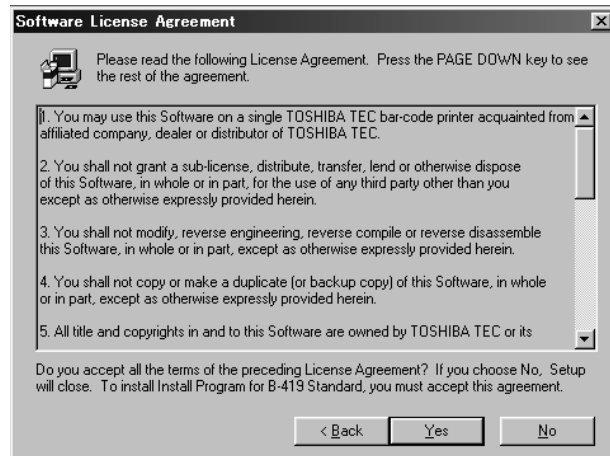 Software License Agreement
Please read the following License Agreement. Press the PAGE DOWN key to see
the rest of the agreement.
1. You may use this Software on a single TOSHIBA TEC bar-code printer acquainted from
affiliated company, dealer or distributor of TOSHIBA TEC.
2. You shall not grant a sub-license, distribute, transfer, lend or otherwise dispose
of this Software, in whole or in part, for the use of any third party other than you
except as otherwise expressly provided herein.
3. You shall not modify, reverse engineering, reverse compile or reverse disassemble
this Software, in whole or in part, except as otherwise expressly provided herein.
4. You shall not copy or make a duplicate (or backup copy) of this Software, in whole
or in part, except as otherwise expressly provided herein.
5. All title and copyrights in and to this Software are owned by TOSHIBA TEC or its
Do you accept all the terms of the preceding License Agreement? If you choose No, Setup
will close. To install Install Program for B-419 Standard, you must accept this agreement.
< Back Yes No